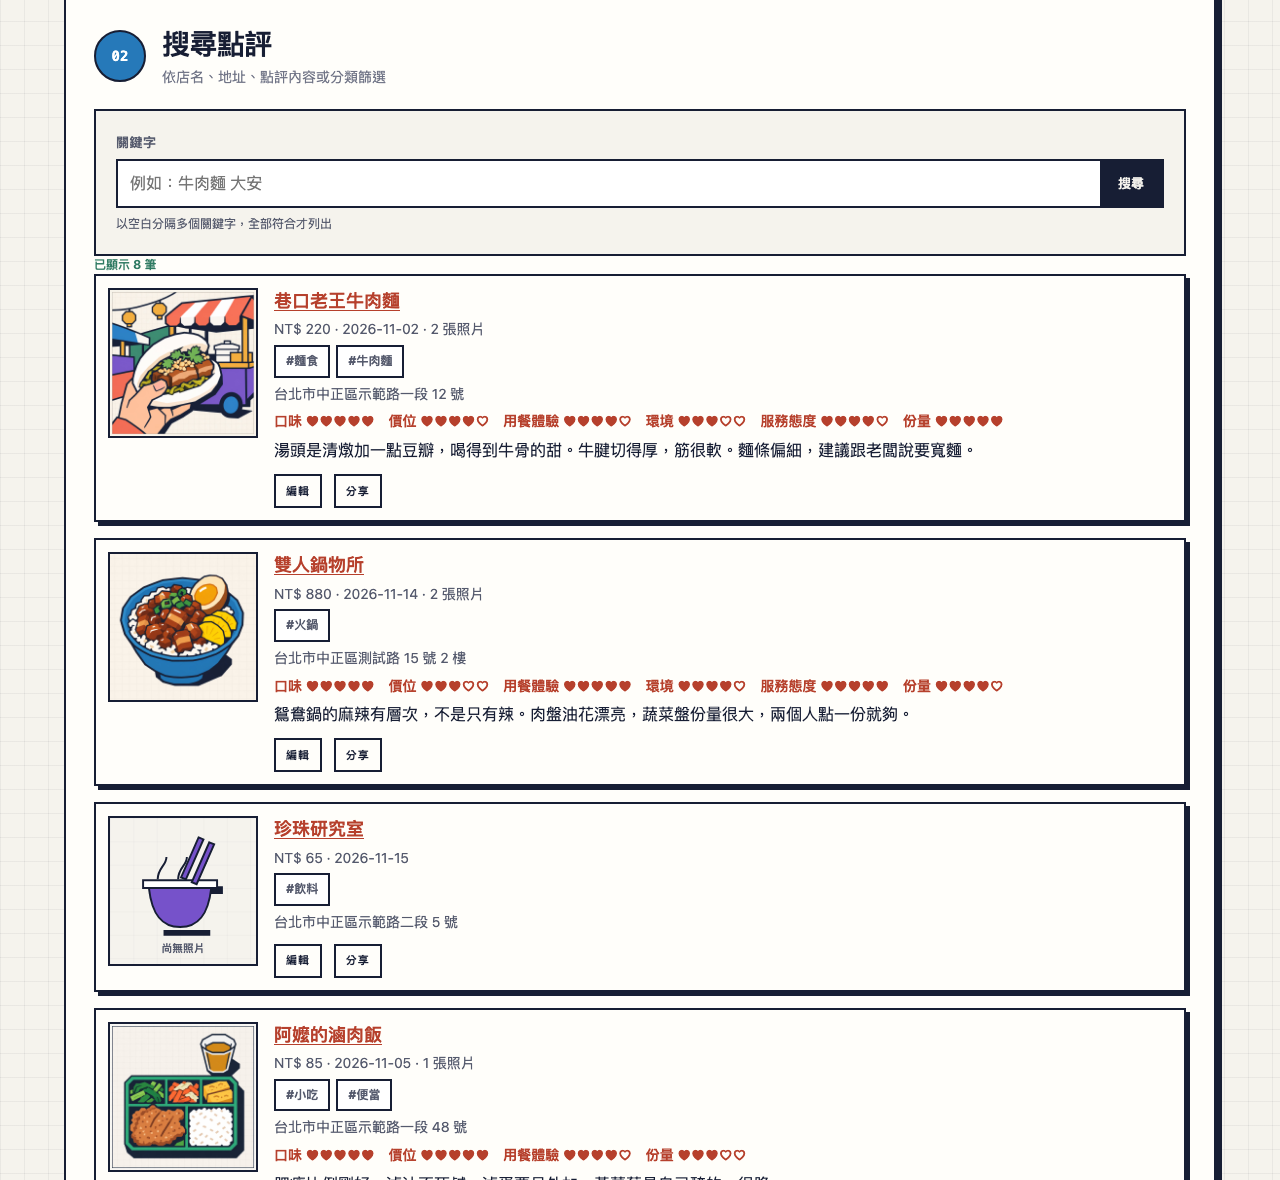 02
搜尋點評
依店名、地址、點評內容或分類篩選
關鍵字
例如：牛肉麵 大安
搜尋
以空白分隔多個關鍵字，全部符合才列出
已顯示 8 筆
巷口老王牛肉麵
NT$ 220 · 2026-11-02 · 2 張照片
#麵食 #牛肉麵
台北市中正區示範路一段 12 號
口味 ♥♥♥♥♥ 價位 ♥♥♥♥♡ 用餐體驗 ♥♥♥♥♡ 環境 ♥♥♥♡♡ 服務態度 ♥♥♥♥♡ 份量 ♥♥♥♥♥
湯頭是清燉加一點豆瓣，喝得到牛骨的甜。牛腱切得厚，筋很軟。麵條偏細，建議跟老闆說要寬麵。
編輯 分享
雙人鍋物所
NT$ 880 · 2026-11-14 · 2 張照片
#火鍋
台北市中正區測試路 15 號 2 樓
口味 ♥♥♥♥♥ 價位 ♥♥♥♡♡ 用餐體驗 ♥♥♥♥♥ 環境 ♥♥♥♥♡ 服務態度 ♥♥♥♥♥ 份量 ♥♥♥♥♡
鴛鴦鍋的麻辣有層次，不是只有辣。肉盤油花漂亮，蔬菜盤份量很大，兩個人點一份就夠。
編輯 分享
尚無照片
珍珠研究室
NT$ 65 · 2026-11-15
#飲料
台北市中正區示範路二段 5 號
編輯 分享
阿嬤的滷肉飯
NT$ 85 · 2026-11-05 · 1 張照片
#小吃 #便當
台北市中正區示範路一段 48 號
口味 ♥♥♥♥♥ 價位 ♥♥♥♥♥ 用餐體驗 ♥♥♥♥♡ 份量 ♥♥♥♡♡